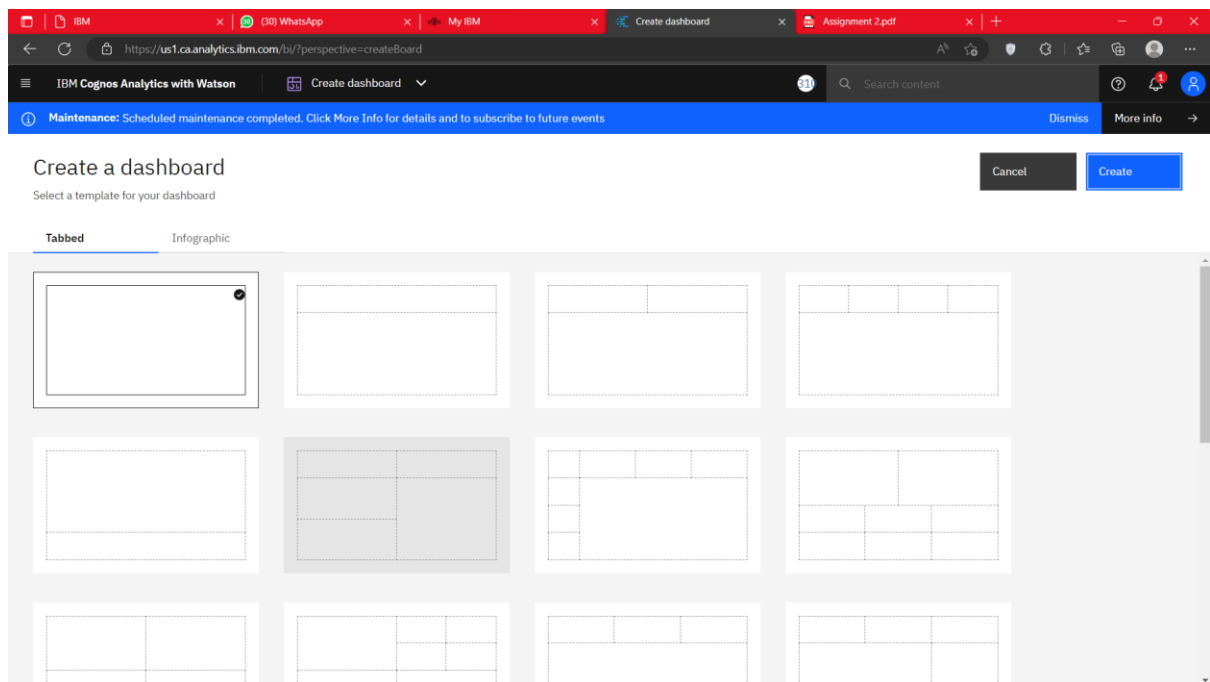 IBM
(30) WhatsApp
My IBM
Create dashboard
Assignment 2.pdf
https://us1.ca.analytics.ibm.com/bi/?perspective=createBoard
IBM Cognos Analytics with Watson
Create dashboard
Search content
1
Maintenance: Scheduled maintenance completed. Click More Info for details and to subscribe to future events
Dismiss
More info
Create a dashboard
Cancel
Create
Select a template for your dashboard
Tabbed
Infographic